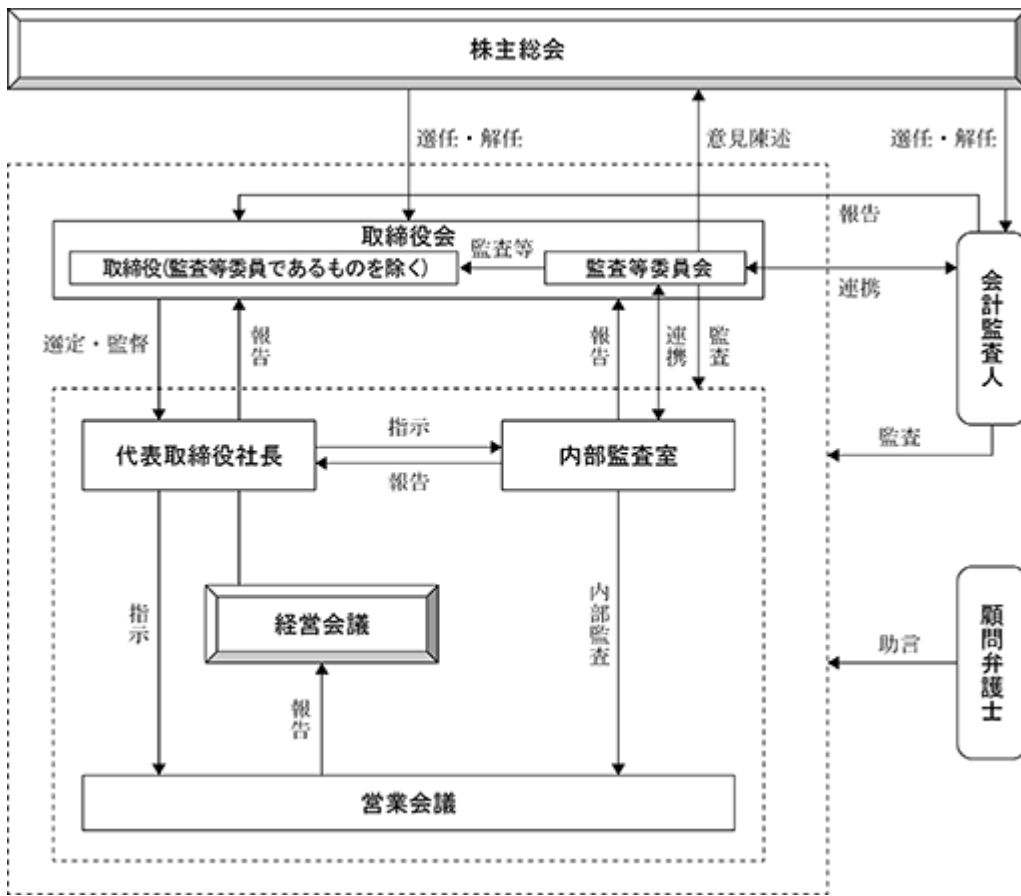 株主総会
選任・解任
意見陳述
選任・解任
報告
取締役会
取締役(監査等委員であるものを除く)
監査等
監査等委員会
連携
会計監査人
選定・監督
報告
報告
連携
監査
代表取締役社長
指示
報告
内部監査室
監査
指示
経営会議
内部監査
助言
顧問弁護士
報告
営業会議